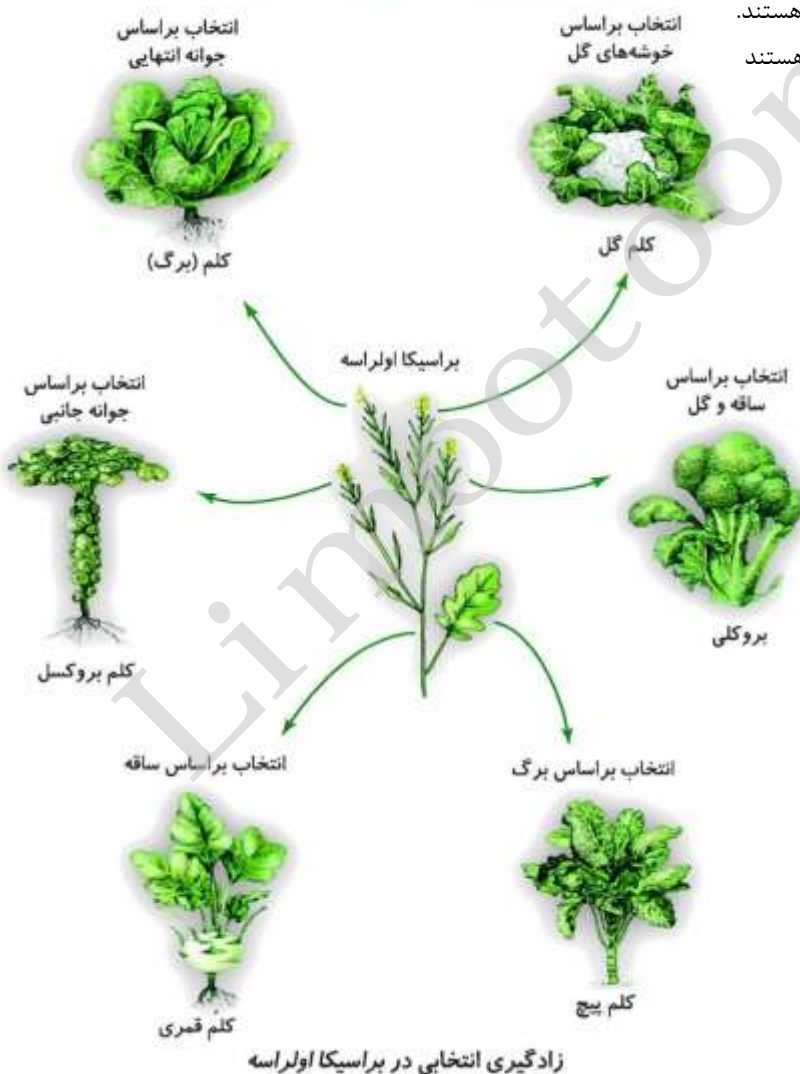 هستند.
هستند
انتخاب براساس
خوشه‌های گل
کلم گل
انتخاب براساس
جوانه انتهایی
کلم (برگ)
براسیکا اولراسه
انتخاب براساس
ساقه و گل
بروکلی
انتخاب براساس
جوانه جانبی
کلم بروکسل
انتخاب براساس برگ
کلم پیچ
انتخاب براساس ساقه
کلم قمری
زادگیری انتخابی در براسیکا اولراسه